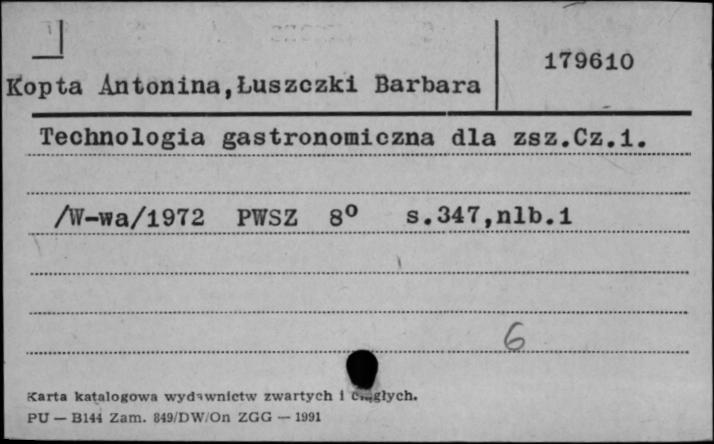 179610
Kopta Antonina,Łuszczki Barbara
Technologia gastronomiczna dla zsz.Cz.1.
/W-wa/1972 PWSZ 8° s.347,nlb.1
6
Karta katalogowa wydawnictw zwartych i ciągłych.
PU — B144 Zam. 849/DW/On ZGG — 1991